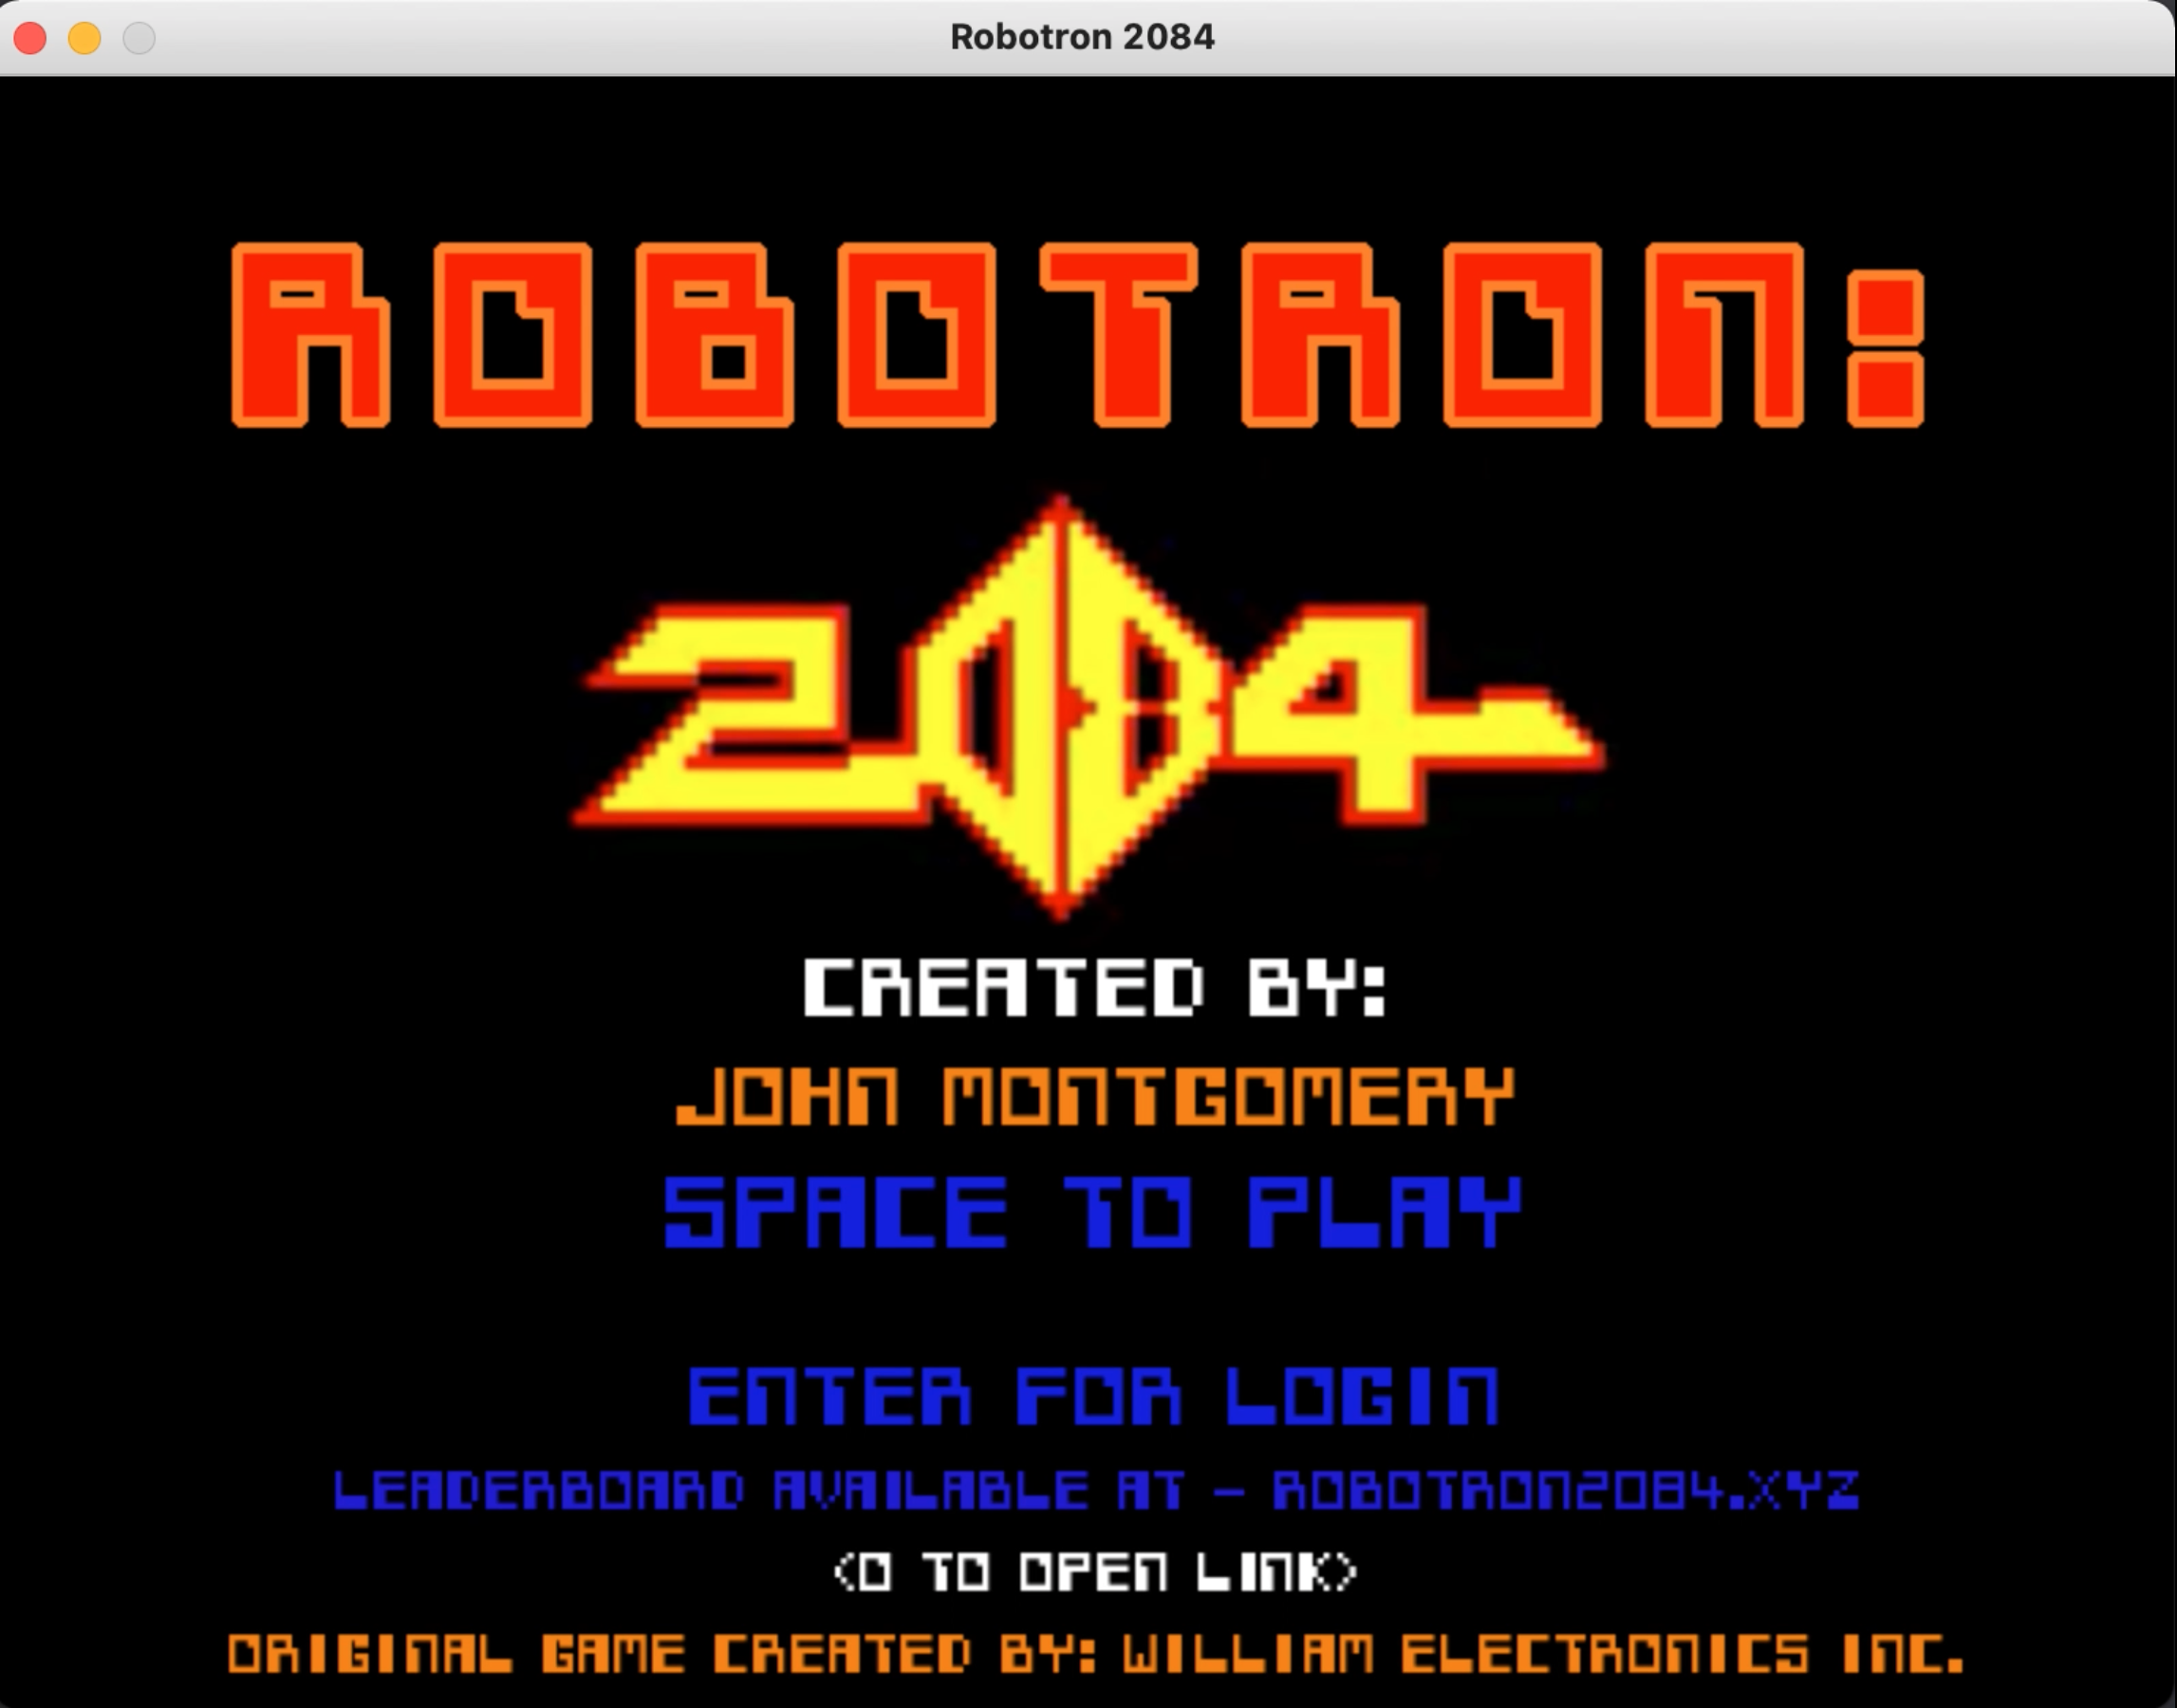 Robotron 2084
ROBOTRON:
2084
CREATED BY:
JOHN MONTGOMERY
SPACE TO PLAY
ENTER FOR LOGIN
LEADERBOARD AVAILABLE AT - ROBOTRON2084.XYZ
<O TO OPEN LINK>
ORIGINAL GAME CREATED BY: WILLIAM ELECTRONICS INC.